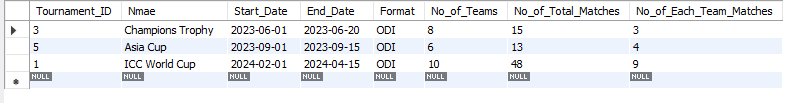 Tournament_ID Nmae Start_Date End_Date Format No_of_Teams No_of_Total_Matches No_of_Each_Team_Matches
3 Champions Trophy 2023-06-01 2023-06-20 ODI 8 15 3
5 Asia Cup 2023-09-01 2023-09-15 ODI 6 13 4
1 ICC World Cup 2024-02-01 2024-04-15 ODI 10 48 9
NULL NULL NULL NULL NULL NULL NULL NULL